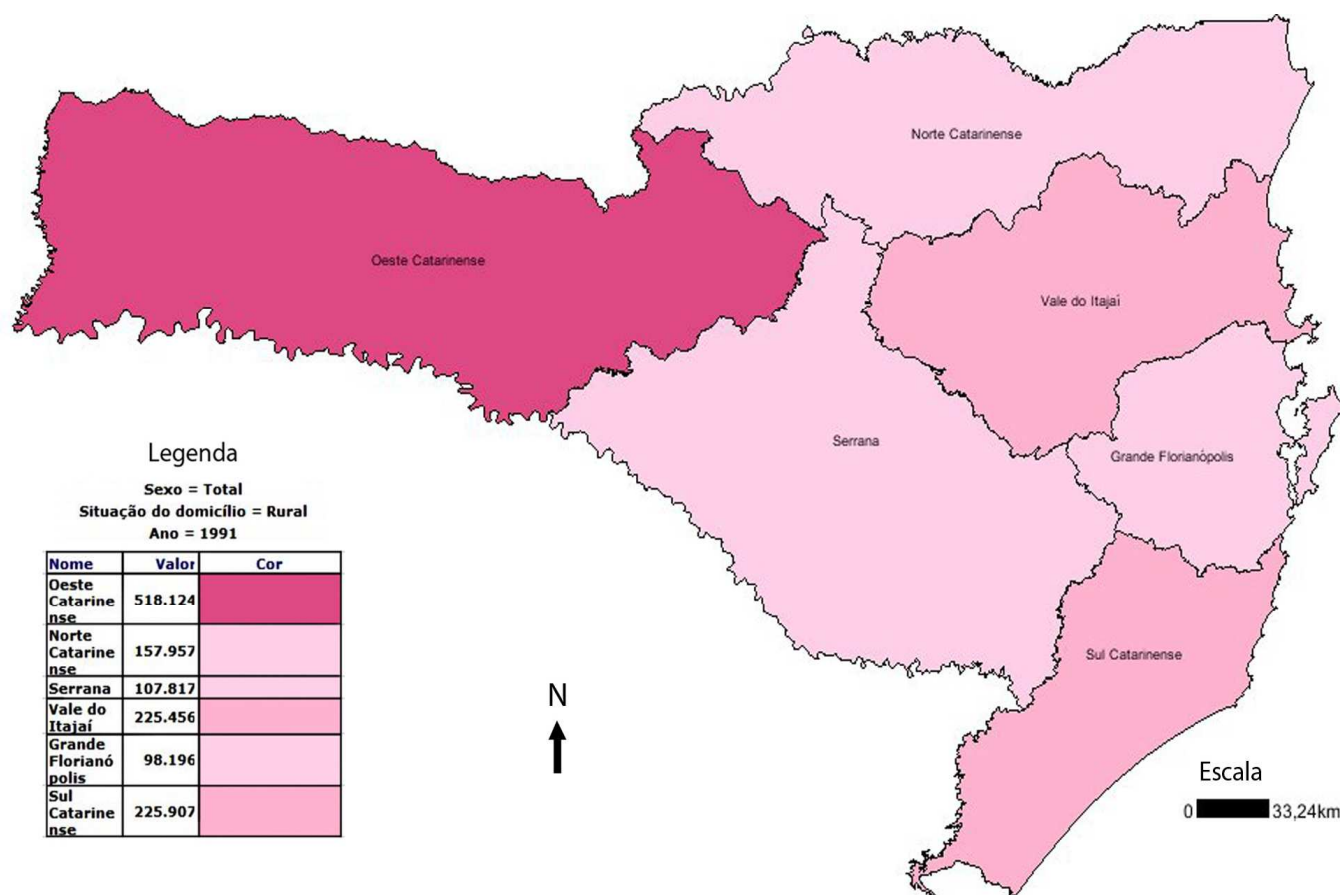 Norte Catarinense
Oeste Catarinense
Vale do Itajaí
Serrana
Grande Florianópolis
Sul Catarinense
Legenda
Sexo = Total
Situação do domicílio = Rural
Ano = 1991
Nome Valor Cor
Oeste
Catarine
nse
518.124
Norte
Catarine
nse
157.957
Serrana 107.817
Vale do
Itajaí
225.456
Grande
Florianó
polis
98.196
Sul
Catarine
nse
225.907
N
Escala
0 33,24km